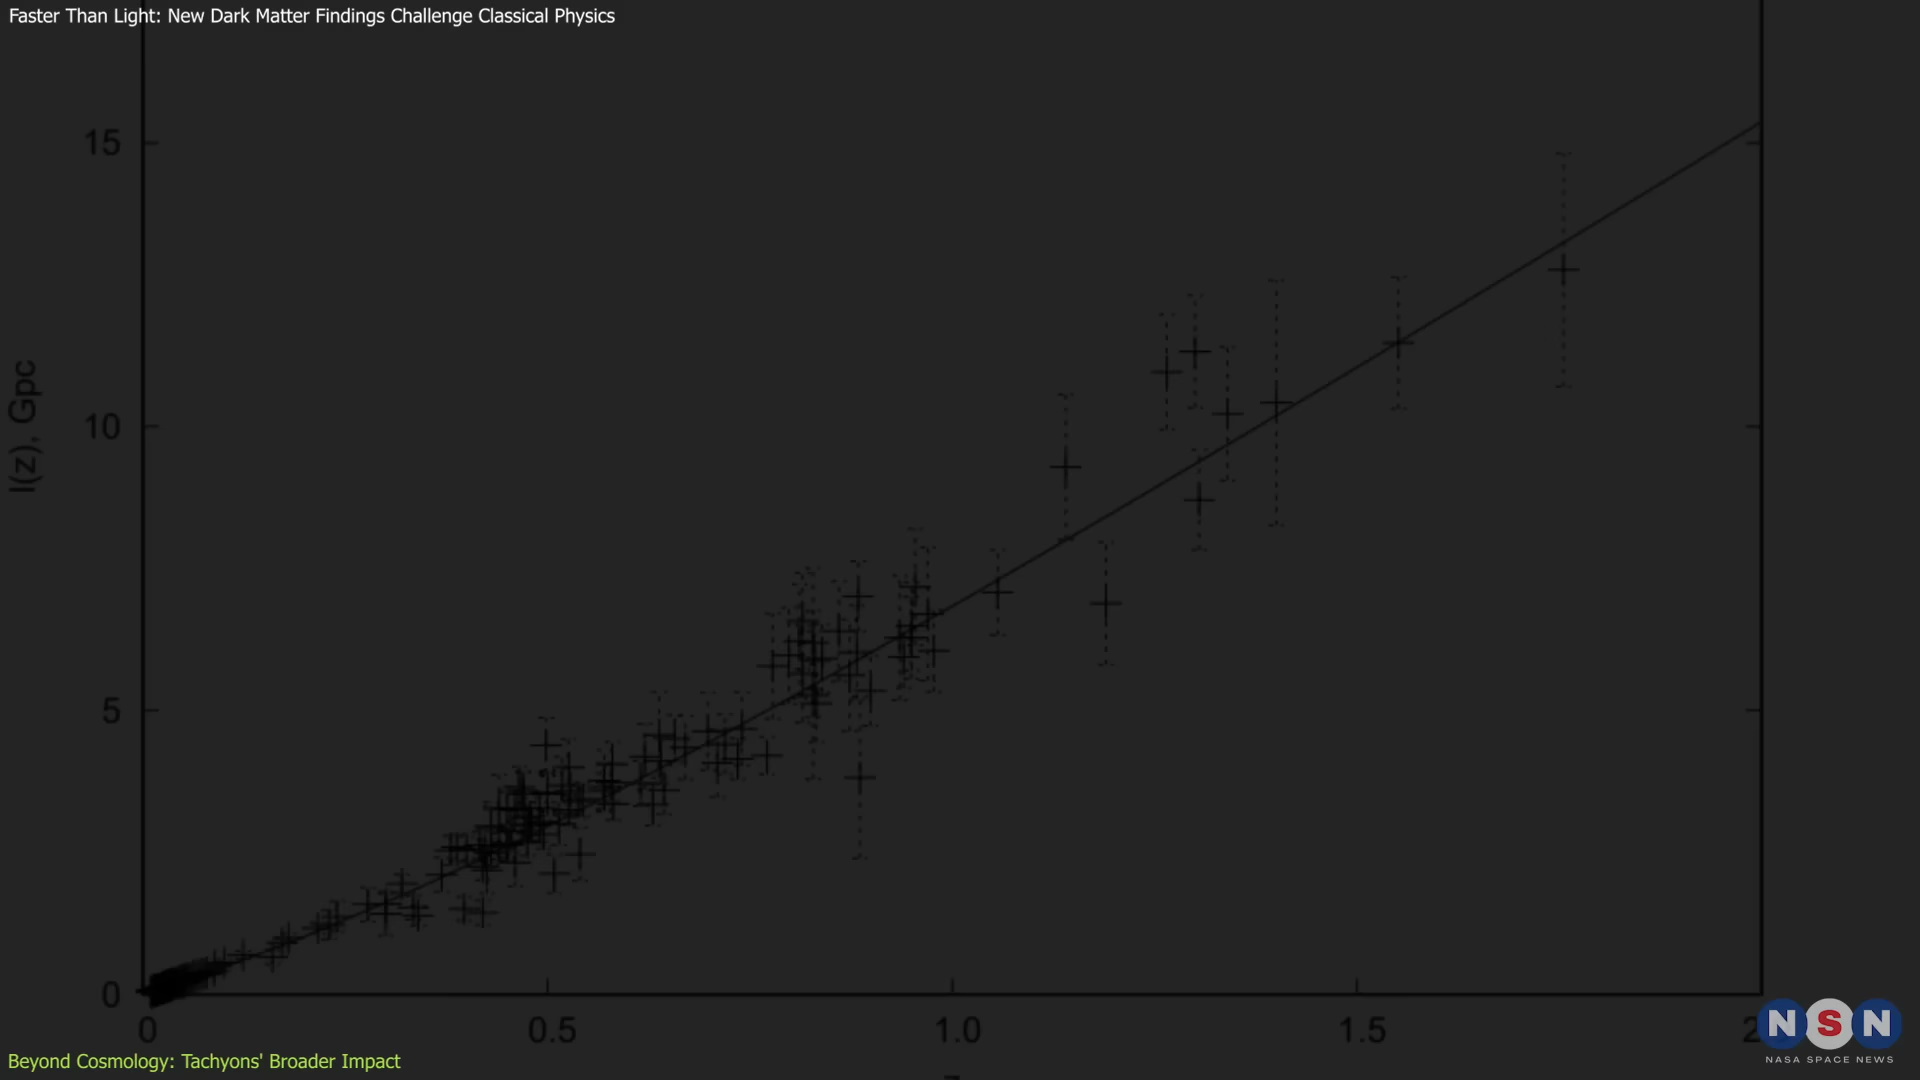 Faster Than Light: New Dark Matter Findings Challenge Classical Physics
15
10
l(z), Gpc
5
0
0 0.5 1.0 1.5 2
NSN
NASA SPACE NEWS
Beyond Cosmology: Tachyons' Broader Impact